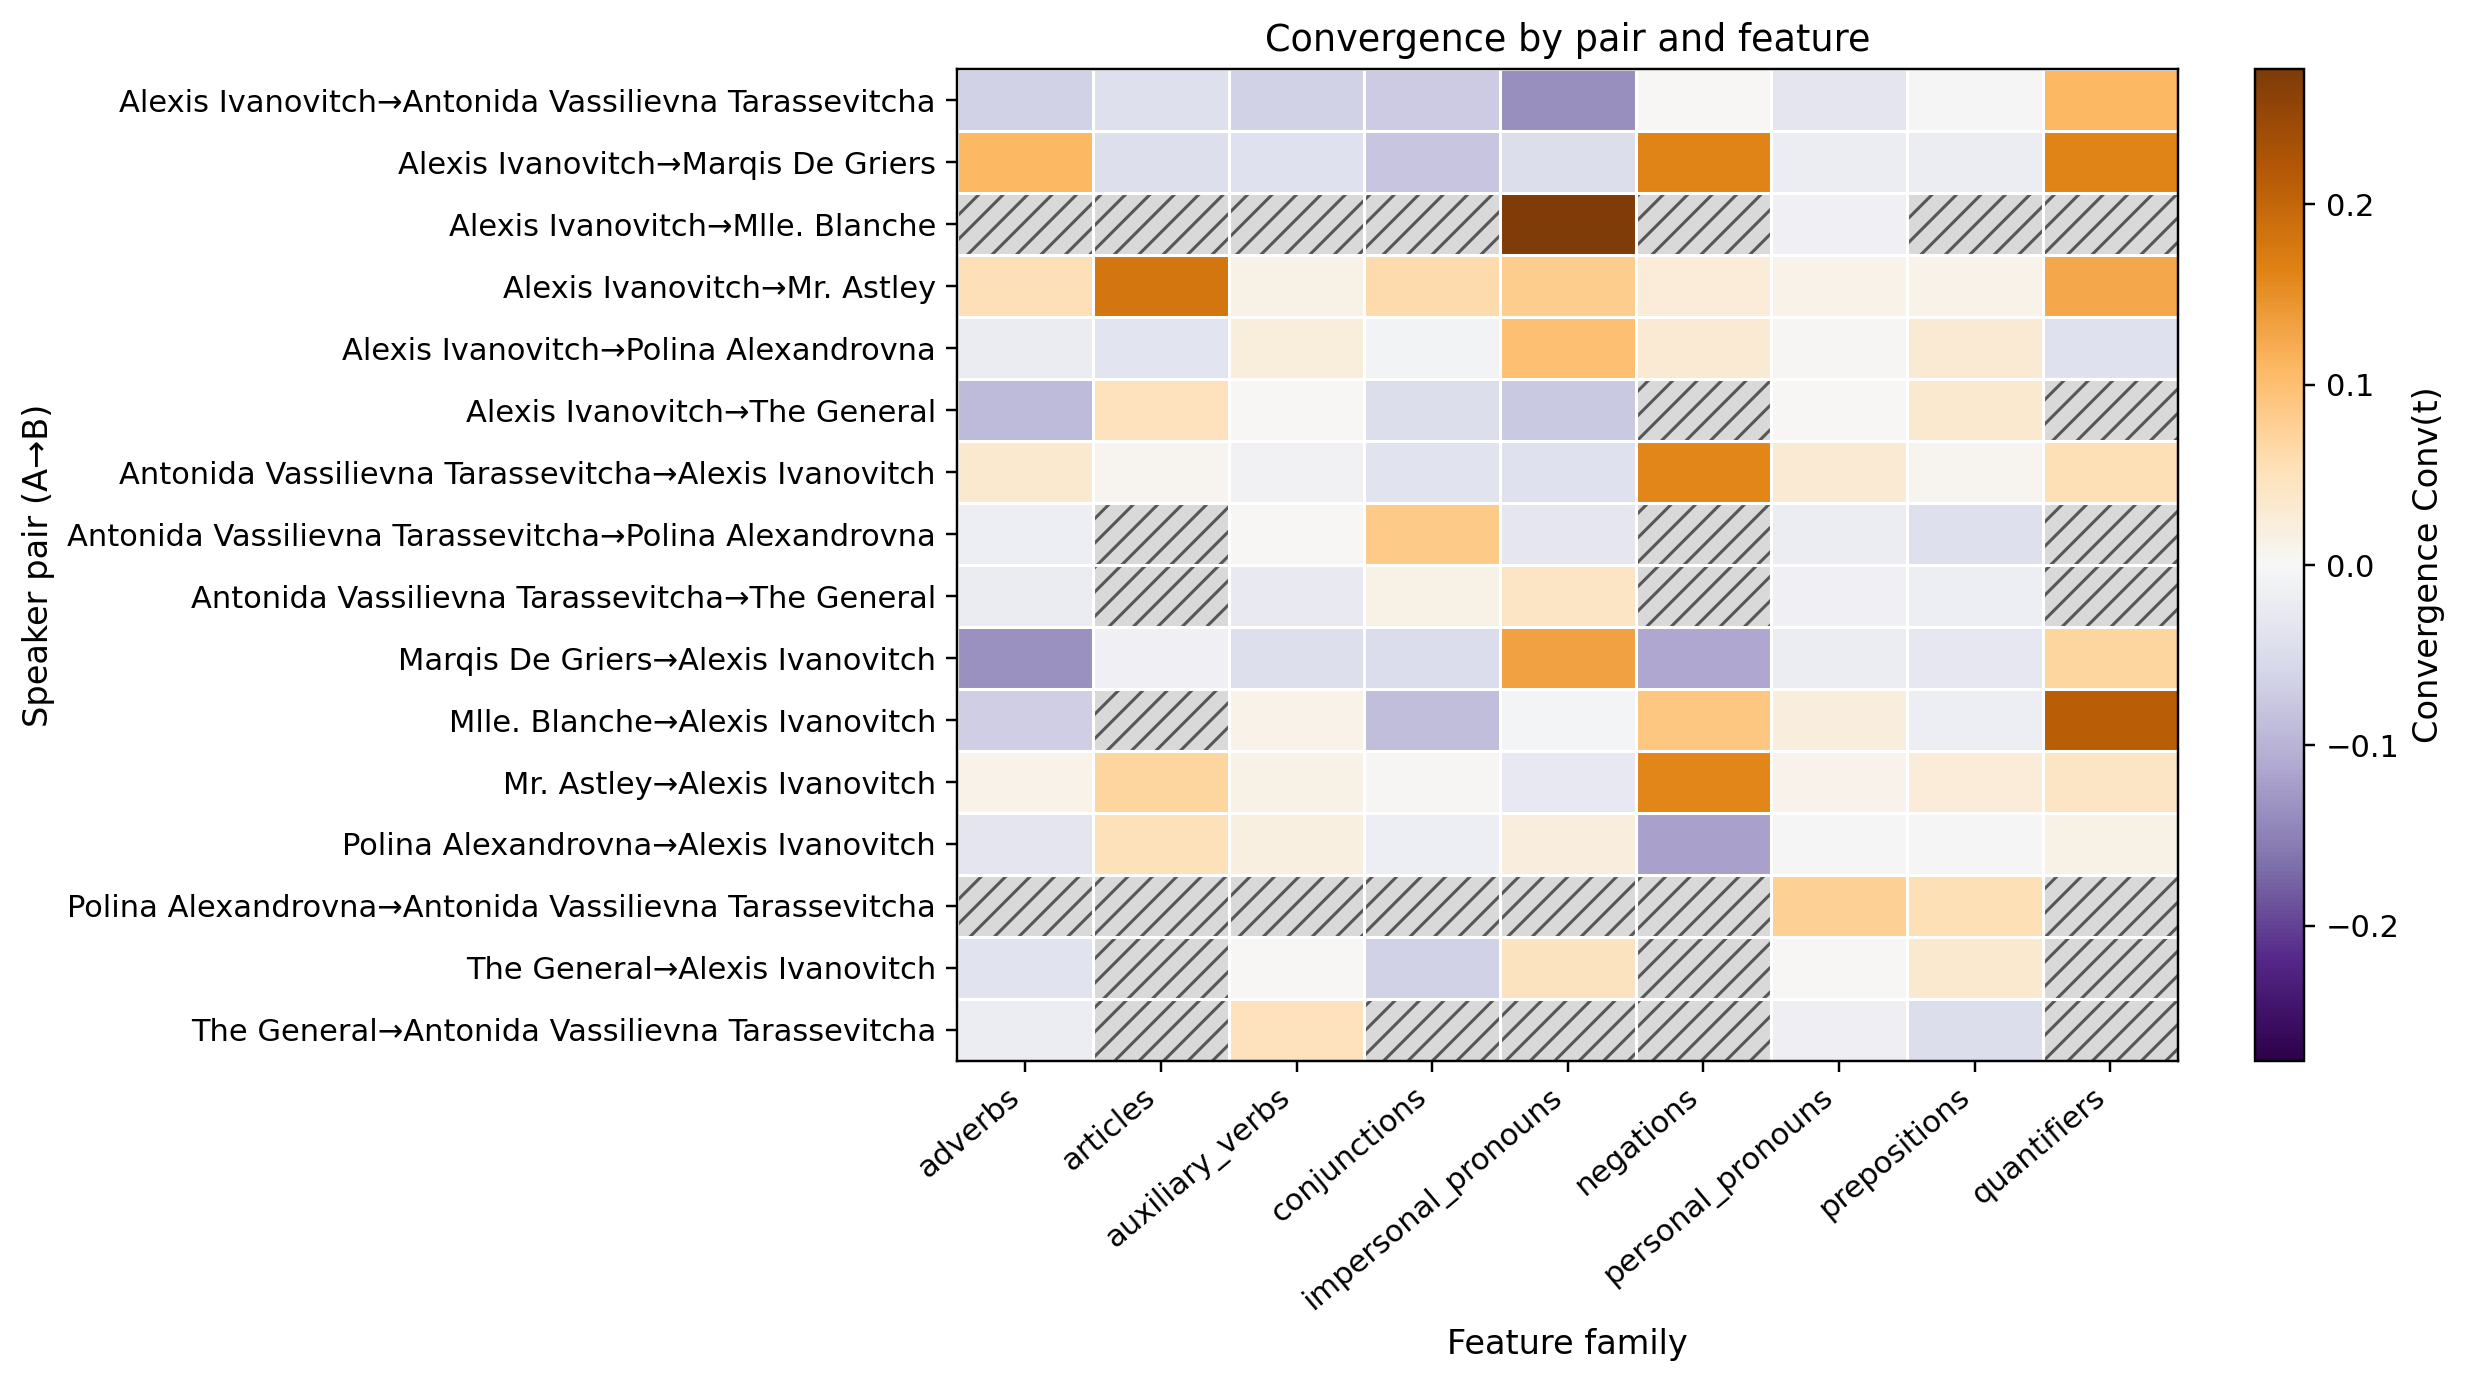 Convergence by pair and feature
Speaker pair (A→B)
Alexis Ivanovitch→Antonida Vassilievna Tarassevitcha
Alexis Ivanovitch→Marqis De Griers
Alexis Ivanovitch→Mlle. Blanche
Alexis Ivanovitch→Mr. Astley
Alexis Ivanovitch→Polina Alexandrovna
Alexis Ivanovitch→The General
Antonida Vassilievna Tarassevitcha→Alexis Ivanovitch
Antonida Vassilievna Tarassevitcha→Polina Alexandrovna
Antonida Vassilievna Tarassevitcha→The General
Marqis De Griers→Alexis Ivanovitch
Mlle. Blanche→Alexis Ivanovitch
Mr. Astley→Alexis Ivanovitch
Polina Alexandrovna→Alexis Ivanovitch
Polina Alexandrovna→Antonida Vassilievna Tarassevitcha
The General→Alexis Ivanovitch
The General→Antonida Vassilievna Tarassevitcha
adverbs
articles
auxiliary_verbs
conjunctions
impersonal_pronouns
negations
personal_pronouns
prepositions
quantifiers
Feature family
0.2
0.1
0.0
−0.1
−0.2
Convergence Conv(t)